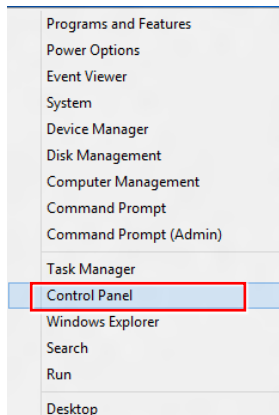 Programs and Features
Power Options
Event Viewer
System
Device Manager
Disk Management
Computer Management
Command Prompt
Command Prompt (Admin)
Task Manager
Control Panel
Windows Explorer
Search
Run
Desktop